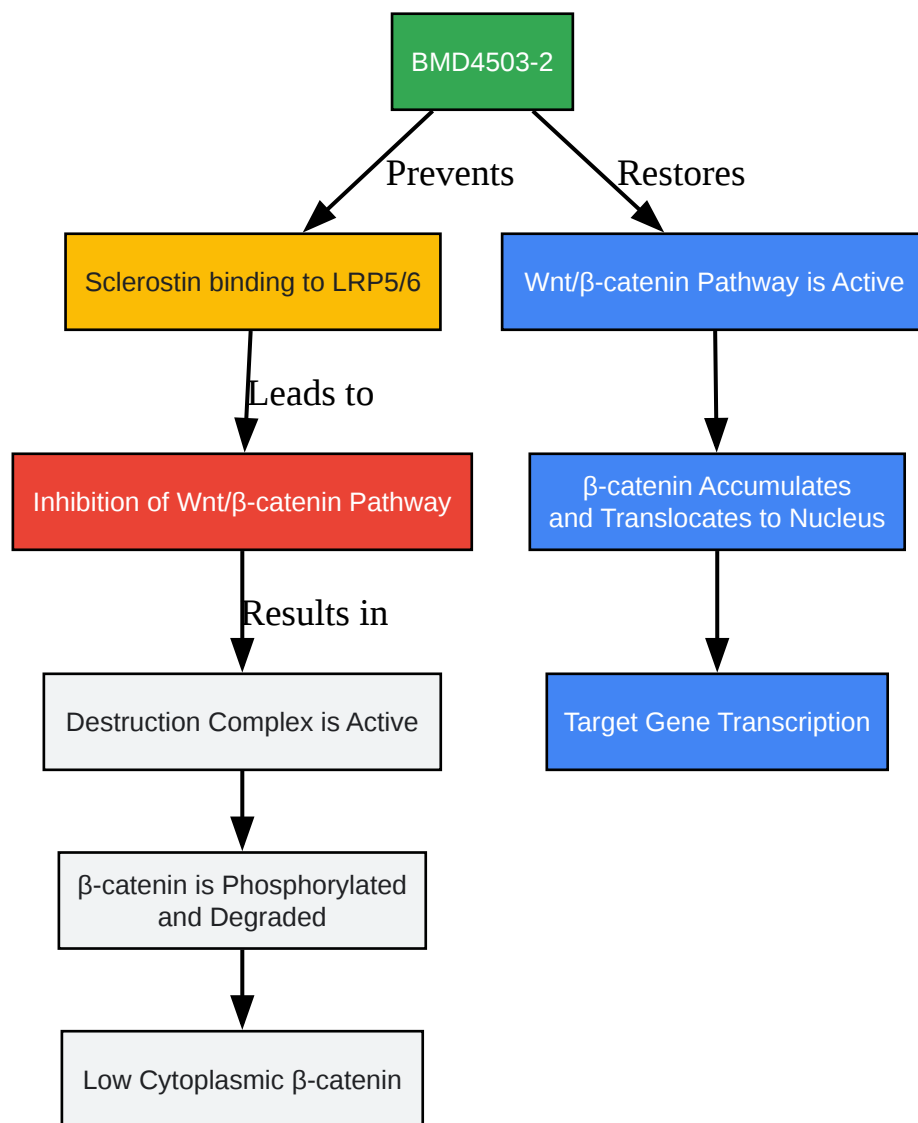 BMD4503-2
Prevents
Restores
Sclerostin binding to LRP5/6
Wnt/β-catenin Pathway is Active
Leads to
Inhibition of Wnt/β-catenin Pathway
β-catenin Accumulates
and Translocates to Nucleus
Results in
Destruction Complex is Active
Target Gene Transcription
β-catenin is Phosphorylated
and Degraded
Low Cytoplasmic β-catenin